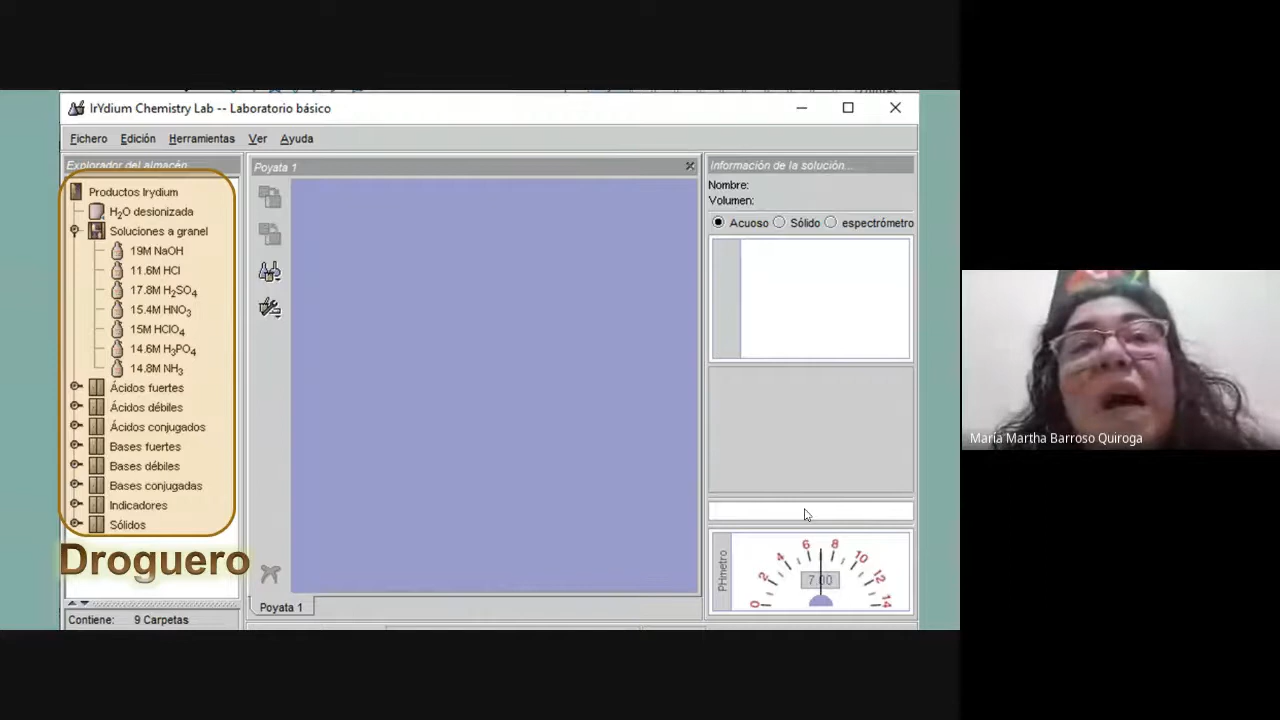 IrYdium Chemistry Lab -- Laboratorio básico
Fichero Edición Herramientas Ver Ayuda
Explorador del almacén
Productos Irydium
H2O desionizada
Soluciones a granel
19M NaOH
11.6M HCl
17.8M H2SO4
15.4M HNO3
15M HClO4
14.6M H3PO4
14.8M NH3
Ácidos fuertes
Ácidos débiles
Ácidos conjugados
Bases fuertes
Bases débiles
Bases conjugadas
Indicadores
Sólidos
Droguero
Contiene: 9 Carpetas
Poyata 1
Poyata 1
Información de la solución...
Nombre:
Volumen:
Acuoso Sólido espectrómetro
PHmetro
0 2 4 6 8 10 12 14
7.00
María Martha Barroso Quiroga